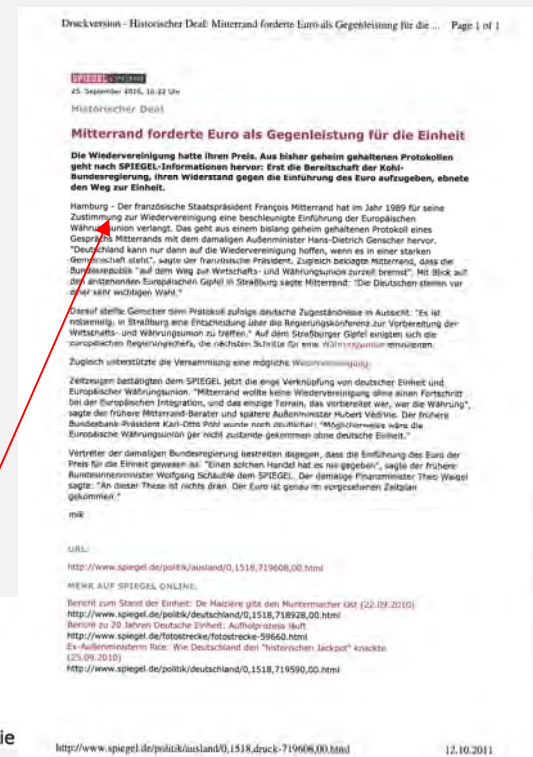 Druckversion - Historischer Deal: Mitterrand forderte Euro als Gegenleistung für die ... Page 1 of 1
SPIEGEL ONLINE
25. September 2010, 10:22 Uhr
Historischer Deal
Mitterrand forderte Euro als Gegenleistung für die Einheit
Die Wiedervereinigung hatte ihren Preis. Aus bisher geheim gehaltenen Protokollen
geht nach SPIEGEL-Informationen hervor: Erst die Bereitschaft der Kohl-
Bundesregierung, ihren Widerstand gegen die Einführung des Euro aufzugeben, ebnete
den Weg zur Einheit.
Hamburg - Der französische Staatspräsident François Mitterrand hat im Jahr 1989 für seine
Zustimmung zur Wiedervereinigung eine beschleunigte Einführung der Europäischen
Währungsunion verlangt. Das geht aus einem bislang geheim gehaltenen Protokoll eines
Gesprächs Mitterrands mit dem damaligen Außenminister Hans-Dietrich Genscher hervor.
"Deutschland kann nur dann auf die Wiedervereinigung hoffen, wenn es in einer starken
Gemeinschaft steht", sagte der französische Präsident. Zugleich beklagte Mitterrand, dass die
Bundesrepublik "auf dem Weg zur Wirtschafts- und Währungsunion zurzeit bremst". Mit Blick auf
den anstehenden Europäischen Gipfel in Straßburg sagte Mitterrand: "Die Deutschen stehen vor
einer sehr wichtigen Wahl."
Darauf stellte Genscher dem Protokoll zufolge deutsche Zugeständnisse in Aussicht. "Es ist
notwendig, in Straßburg eine Entscheidung über die Regierungskonferenz zur Vorbereitung der
Wirtschafts- und Währungsunion zu treffen." Auf dem Straßburger Gipfel einigten sich die
europäischen Regierungschefs, die nächsten Schritte für eine Währungsunion einzuleiten.
Zugleich unterstützte die Versammlung eine mögliche Wiedervereinigung.
Zeitzeugen bestätigten dem SPIEGEL jetzt die enge Verknüpfung von deutscher Einheit und
Europäischer Währungsunion. "Mitterrand wollte keine Wiedervereinigung ohne einen Fortschritt
bei der Europäischen Integration, und das einzige Terrain, das vorbereitet war, war die Währung",
sagte der frühere Mitterrand-Berater und spätere Außenminister Hubert Védrine. Der frühere
Bundesbank-Präsident Karl-Otto Pöhl wurde noch deutlicher: "Möglicherweise wäre die
Europäische Währungsunion gar nicht zustande gekommen ohne deutsche Einheit."
Vertreter der damaligen Bundesregierung bestreiten dagegen, dass die Einführung des Euro der
Preis für die Einheit gewesen ist. "Einen solchen Handel hat es nie gegeben", sagte der frühere
Bundesinnenminister Wolfgang Schäuble dem SPIEGEL. Der damalige Finanzminister Theo Waigel
sagte: "An dieser These ist nichts dran. Der Euro ist genau im vorgesehenen Zeitplan
gekommen."
mik
URL:
http://www.spiegel.de/politik/ausland/0,1518,719608,00.html
MEHR AUF SPIEGEL ONLINE:
Bericht zum Stand der Einheit: De Maizière gibt den Muntermacher Ost (22.09.2010)
http://www.spiegel.de/politik/deutschland/0,1518,718928,00.html
Bericht zu 20 Jahren Deutsche Einheit: Aufholprozess läuft
http://www.spiegel.de/fotostrecke/fotostrecke-59660.html
Ex-Außenministerin Rice: Wie Deutschland den "historischen Jackpot" knackte
(25.09.2010)
http://www.spiegel.de/politik/deutschland/0,1518,719590,00.html
ie
http://www.spiegel.de/politik/ausland/0,1518,druck-719608,00.html 12.10.2011